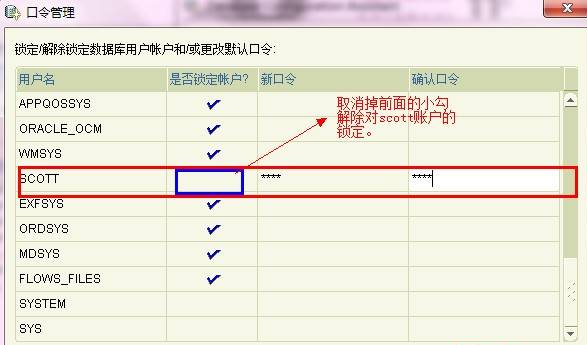 口令管理
锁定/解除锁定数据库用户帐户和/或更改默认口令:
用户名 是否锁定帐户? 新口令 确认口令
APPQOSSYS
ORACLE_OCM
WMSYS
SCOTT **** ****
EXFSYS
ORDSYS
MDSYS
FLOWS_FILES
SYSTEM
SYS
取消掉前面的小勾
解除对scott账户的
锁定。